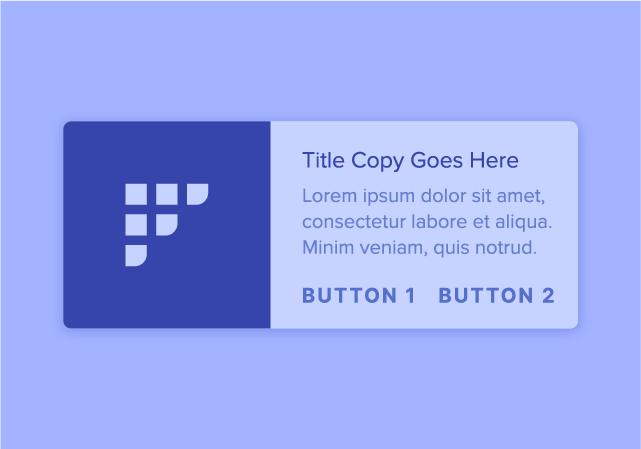 Title Copy Goes Here
Lorem ipsum dolor sit amet,
consectetur labore et aliqua.
Minim veniam, quis notrud.
BUTTON 1 BUTTON 2